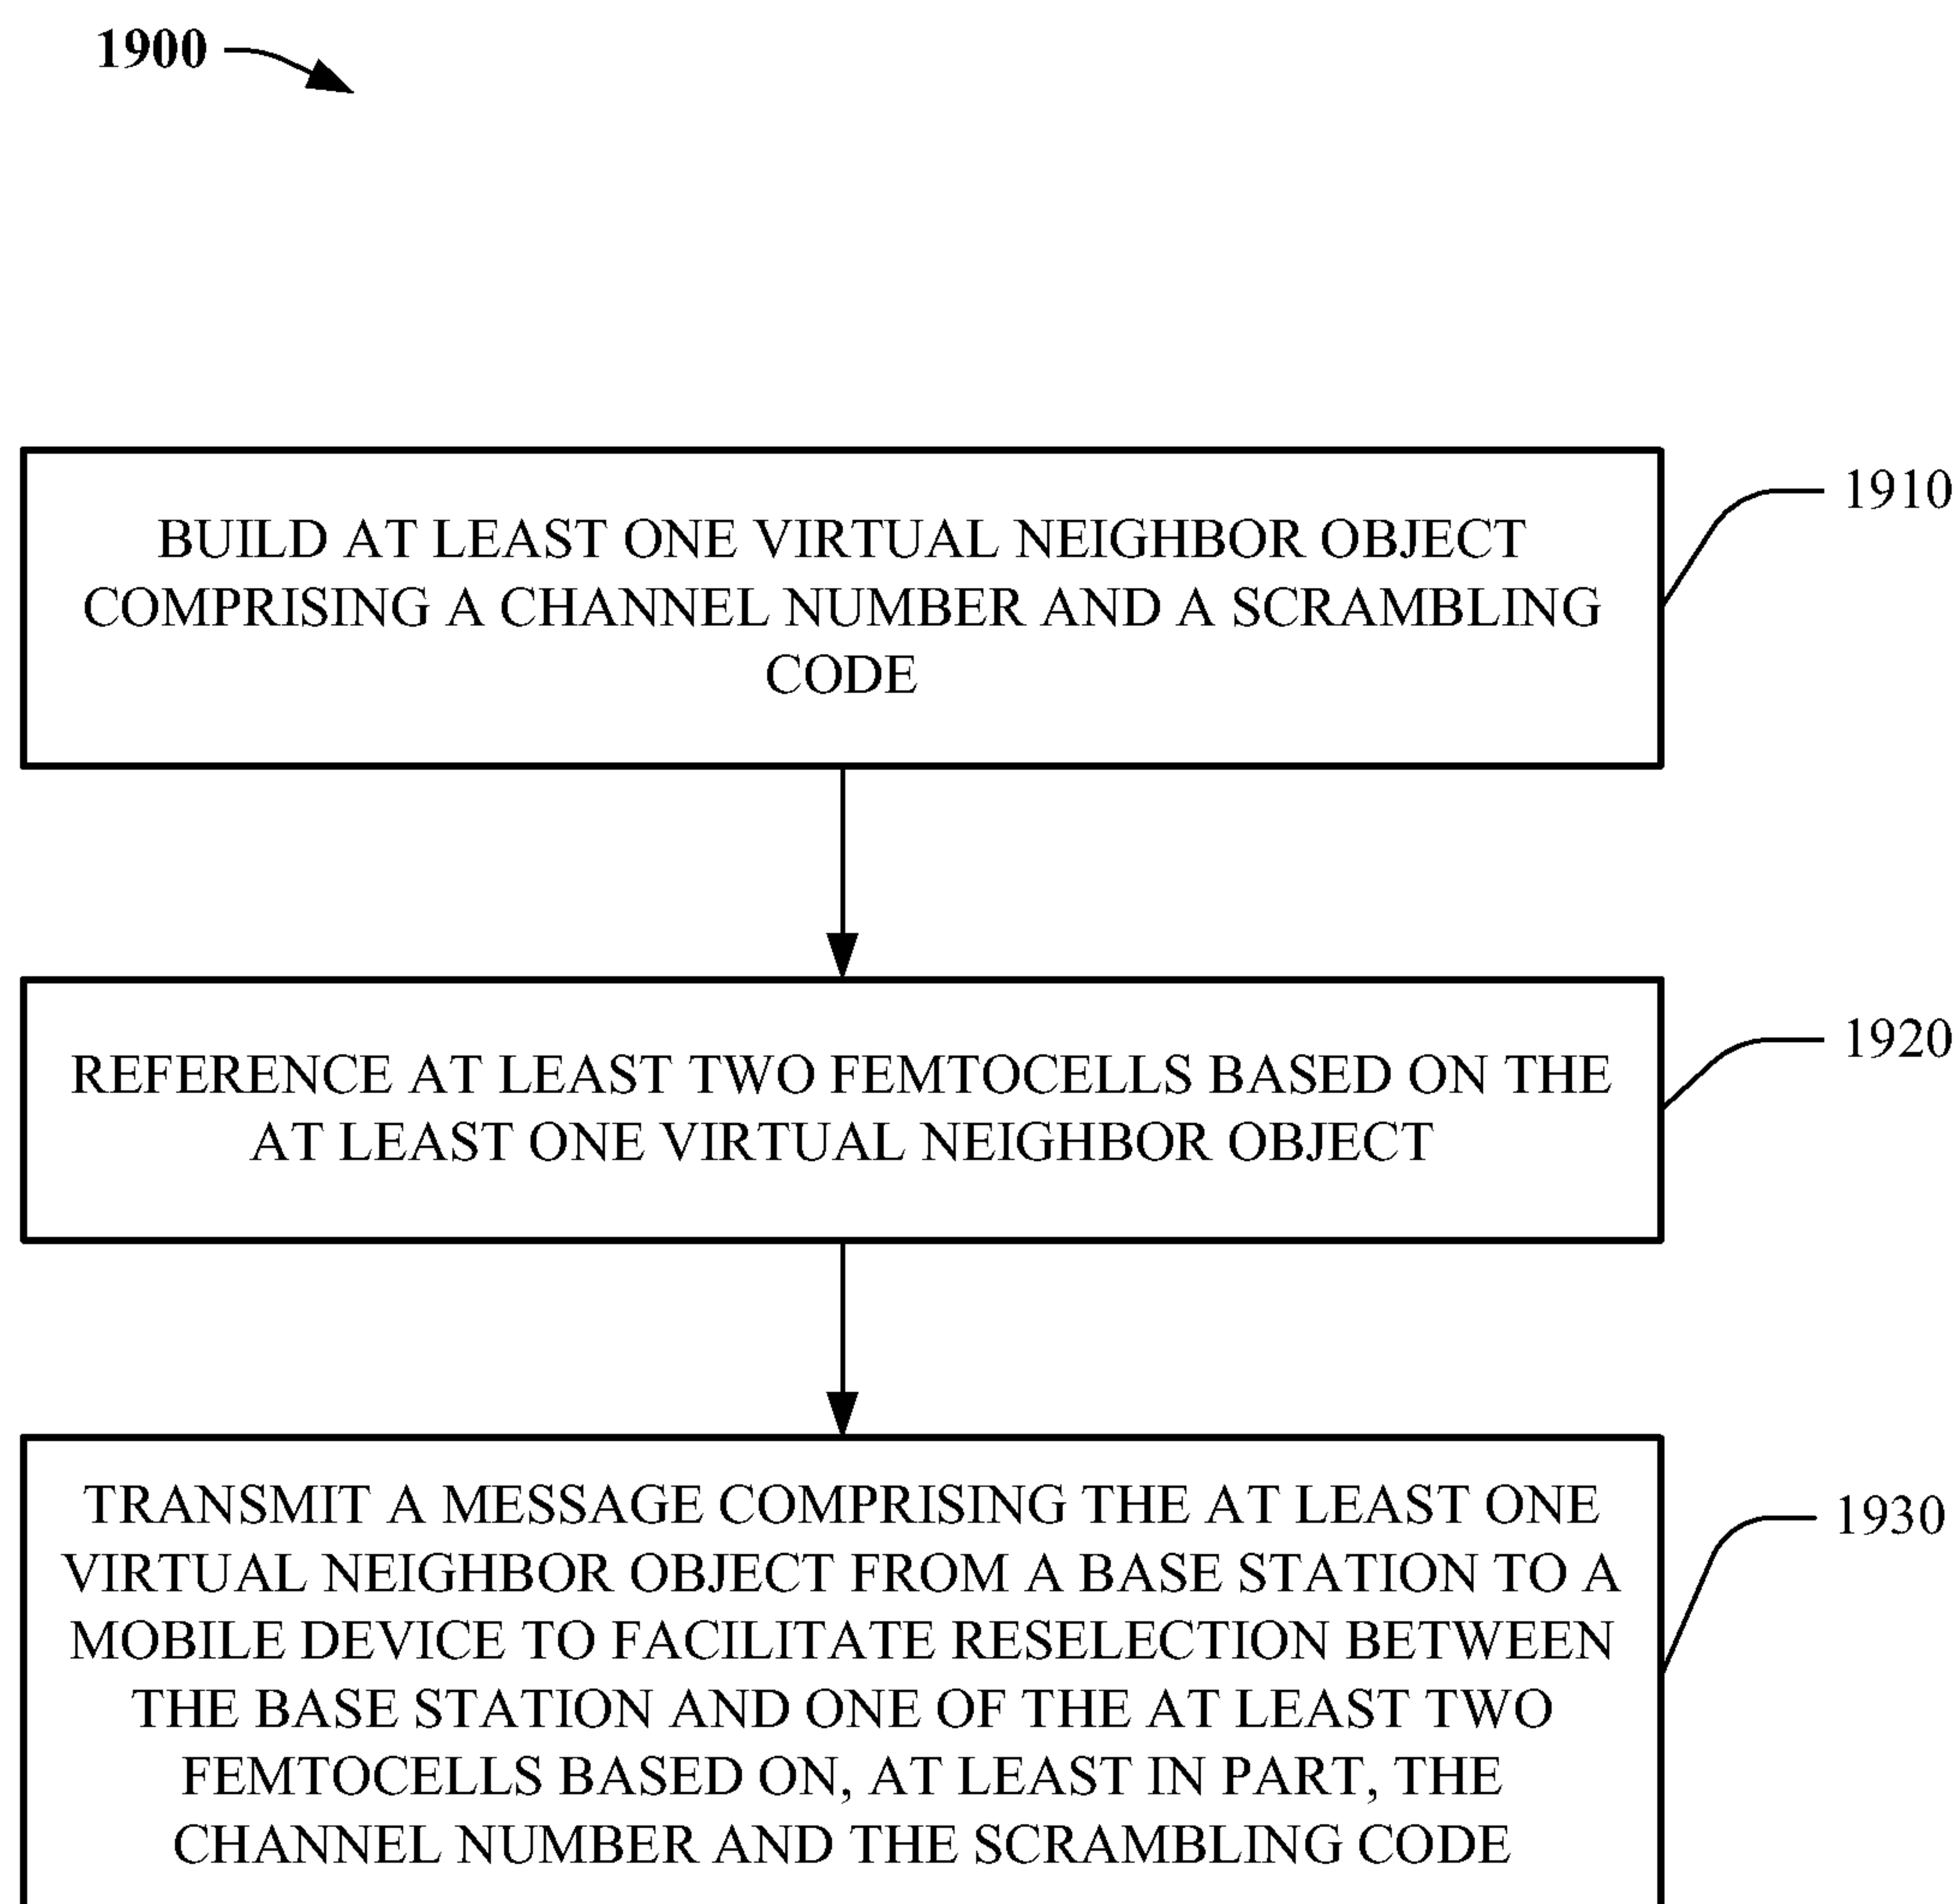 1900
BUILD AT LEAST ONE VIRTUAL NEIGHBOR OBJECT
COMPRISING A CHANNEL NUMBER AND A SCRAMBLING
CODE
1910
REFERENCE AT LEAST TWO FEMTOCELLS BASED ON THE
AT LEAST ONE VIRTUAL NEIGHBOR OBJECT
1920
TRANSMIT A MESSAGE COMPRISING THE AT LEAST ONE
VIRTUAL NEIGHBOR OBJECT FROM A BASE STATION TO A
MOBILE DEVICE TO FACILITATE RESELECTION BETWEEN
THE BASE STATION AND ONE OF THE AT LEAST TWO
FEMTOCELLS BASED ON, AT LEAST IN PART, THE
CHANNEL NUMBER AND THE SCRAMBLING CODE
1930